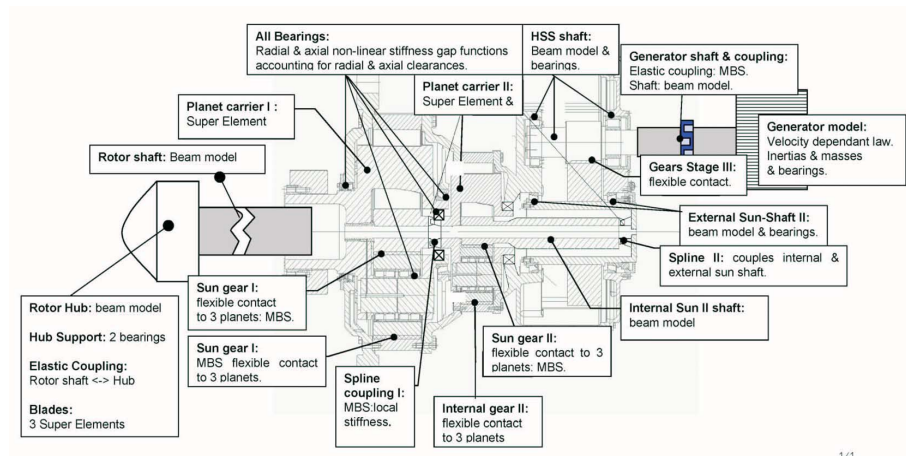 All Bearings:
Radial & axial non-linear stiffness gap functions
accounting for radial & axial clearances.
HSS shaft:
Beam model &
bearings.
Generator shaft & coupling:
Elastic coupling: MBS.
Shaft: beam model.
Planet carrier II :
Super Element &
Planet carrier I :
Super Element
Generator model:
Velocity dependant law.
Inertias & masses
& bearings.
Rotor shaft: Beam model
Gears Stage III:
flexible contact.
External Sun-Shaft II:
beam model & bearings.
Spline II: couples internal &
external sun shaft.
Sun gear I:
flexible contact
to 3 planets: MBS.
Internal Sun II shaft:
beam model
Rotor Hub: beam model
Hub Support: 2 bearings
Elastic Coupling:
Rotor shaft <-> Hub
Blades:
3 Super Elements
Sun gear I:
MBS flexible contact
to 3 planets.
Sun gear II:
flexible contact to 3
planets: MBS.
Spline
coupling I:
MBS:local
stiffness.
Internal gear II:
flexible contact
to 3 planets